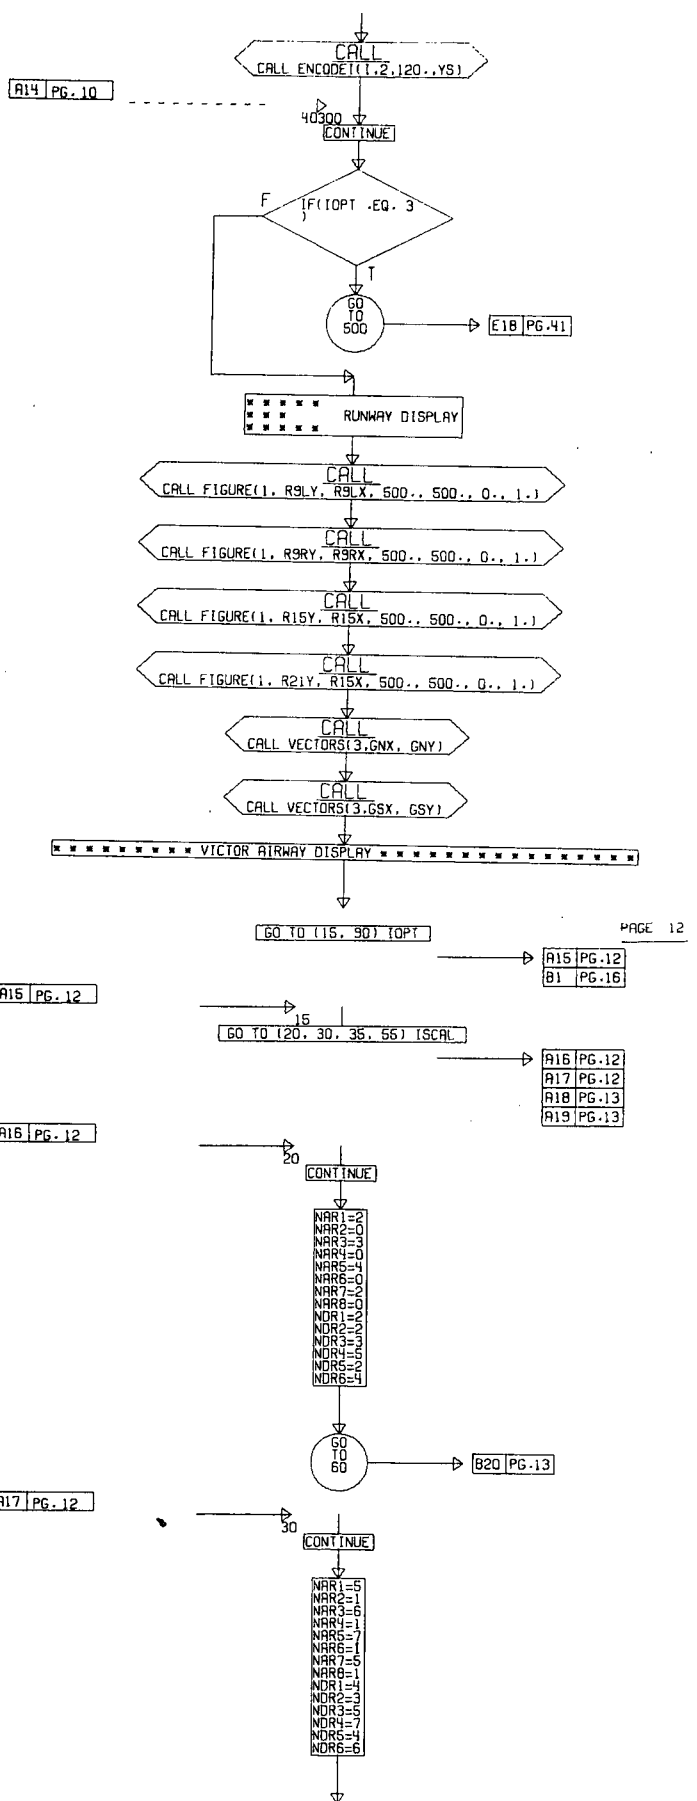 CALL
CALL ENCODEI(1,2,120.,YS)
A14 PG. 10
40300
CONTINUE
F
IF(IOPT .EQ. 3
)
T
GO
TO
500
E18 PG.41
* * * * *
* * * RUNWAY DISPLAY
* * * * *
CALL
CALL FIGURE(1, R9LY, R9LX, 500., 500., 0., 1.)
CALL
CALL FIGURE(1, R9RY, R9RX, 500., 500., 0., 1.)
CALL
CALL FIGURE(1, R15Y, R15X, 500., 500., 0., 1.)
CALL
CALL FIGURE(1, R21Y, R15X, 500., 500., 0., 1.)
CALL
CALL VECTORS(3,GNX, GNY)
CALL
CALL VECTORS(3,GSX, GSY)
* * * * * * * * * VICTOR AIRWAY DISPLAY * * * * * * * * * * * * * * * *
GO TO (15, 90) IOPT
PAGE 12
A15 PG.12
B1 PG.16
A15 PG. 12
15
GO TO (20, 30, 35, 55) ISCAL
A16 PG.12
A17 PG.12
A18 PG.13
A19 PG.13
A16 PG. 12
20
CONTINUE
NAR1=2
NAR2=0
NAR3=3
NAR4=0
NAR5=4
NAR6=0
NAR7=2
NAR8=0
NDR1=2
NDR2=2
NDR3=3
NDR4=5
NDR5=2
NDR6=4
GO
TO
60
B20 PG.13
A17 PG. 12
30
CONTINUE
NAR1=5
NAR2=1
NAR3=6
NAR4=1
NAR5=7
NAR6=1
NAR7=5
NAR8=1
NDR1=4
NDR2=3
NDR3=5
NDR4=7
NDR5=4
NDR6=6